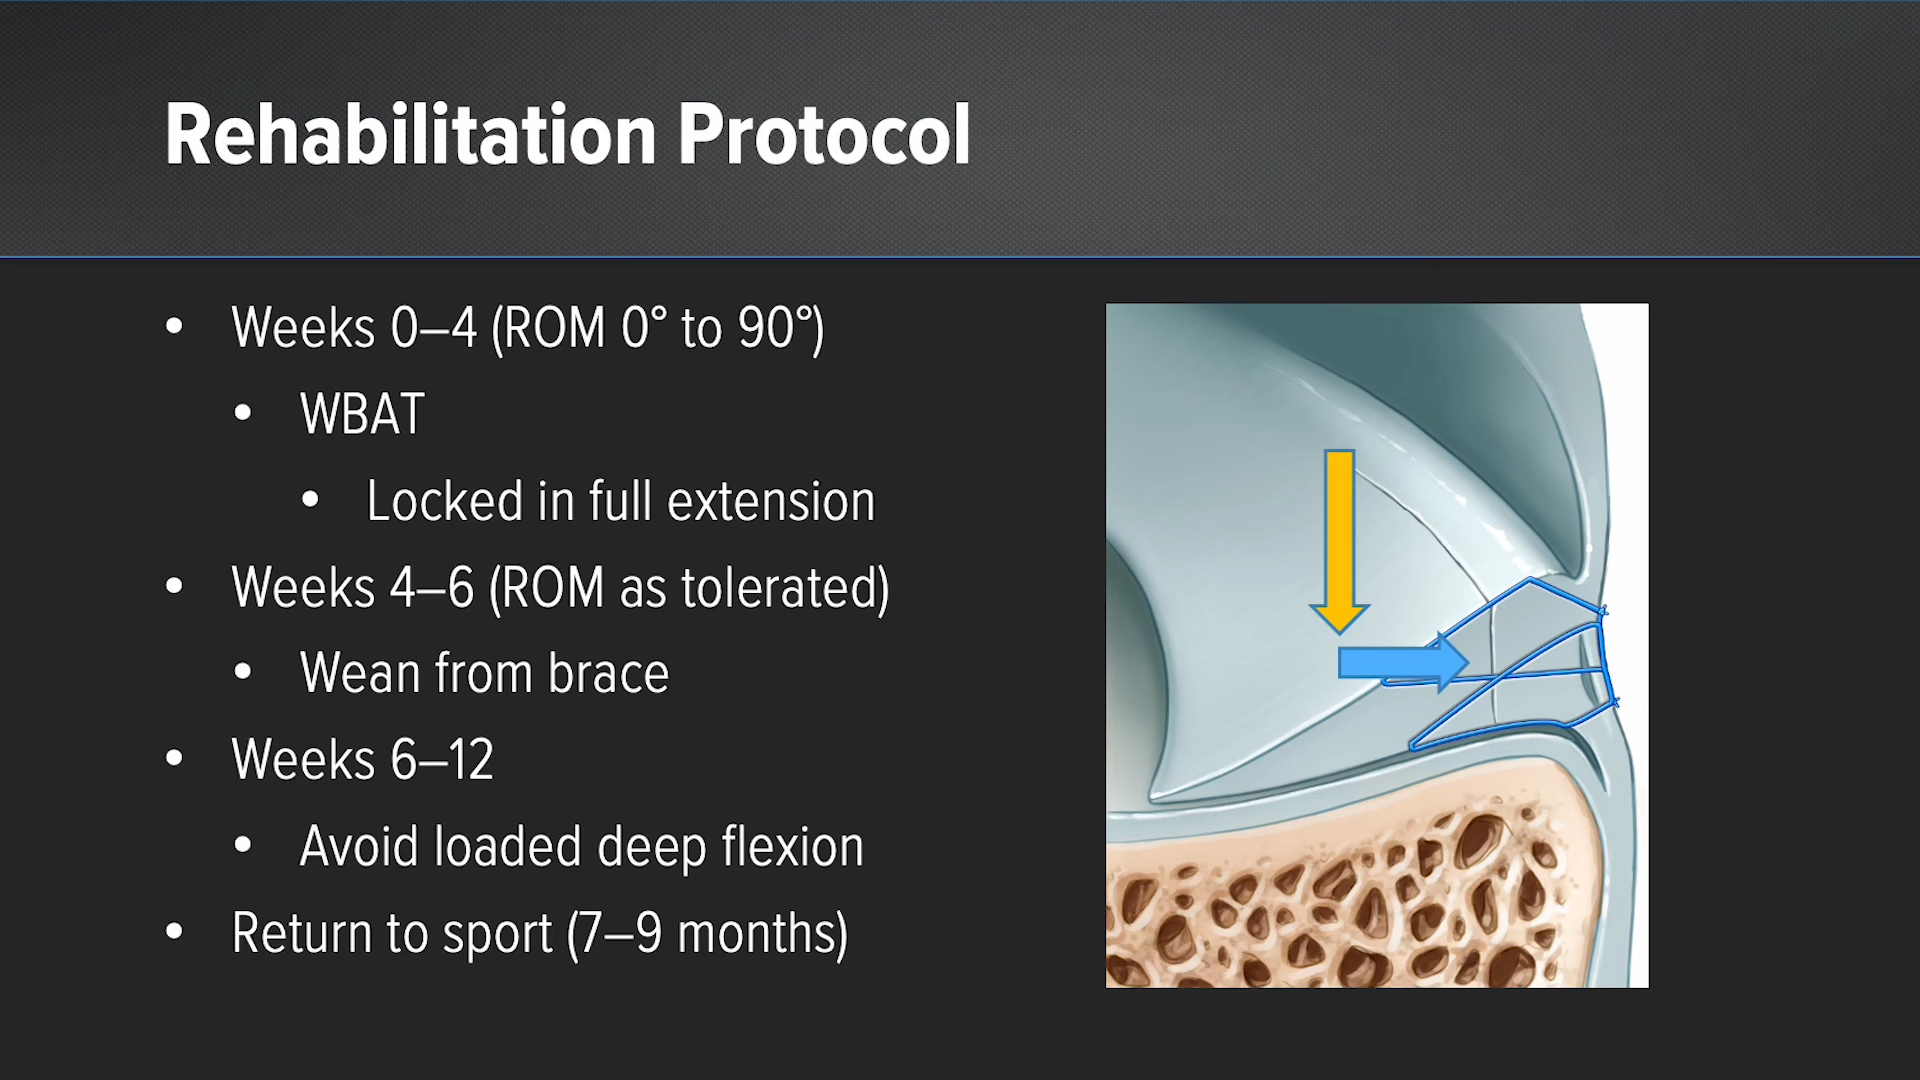 Rehabilitation Protocol
• Weeks 0–4 (ROM 0° to 90°)
• WBAT
• Locked in full extension
• Weeks 4–6 (ROM as tolerated)
• Wean from brace
• Weeks 6–12
• Avoid loaded deep flexion
• Return to sport (7–9 months)